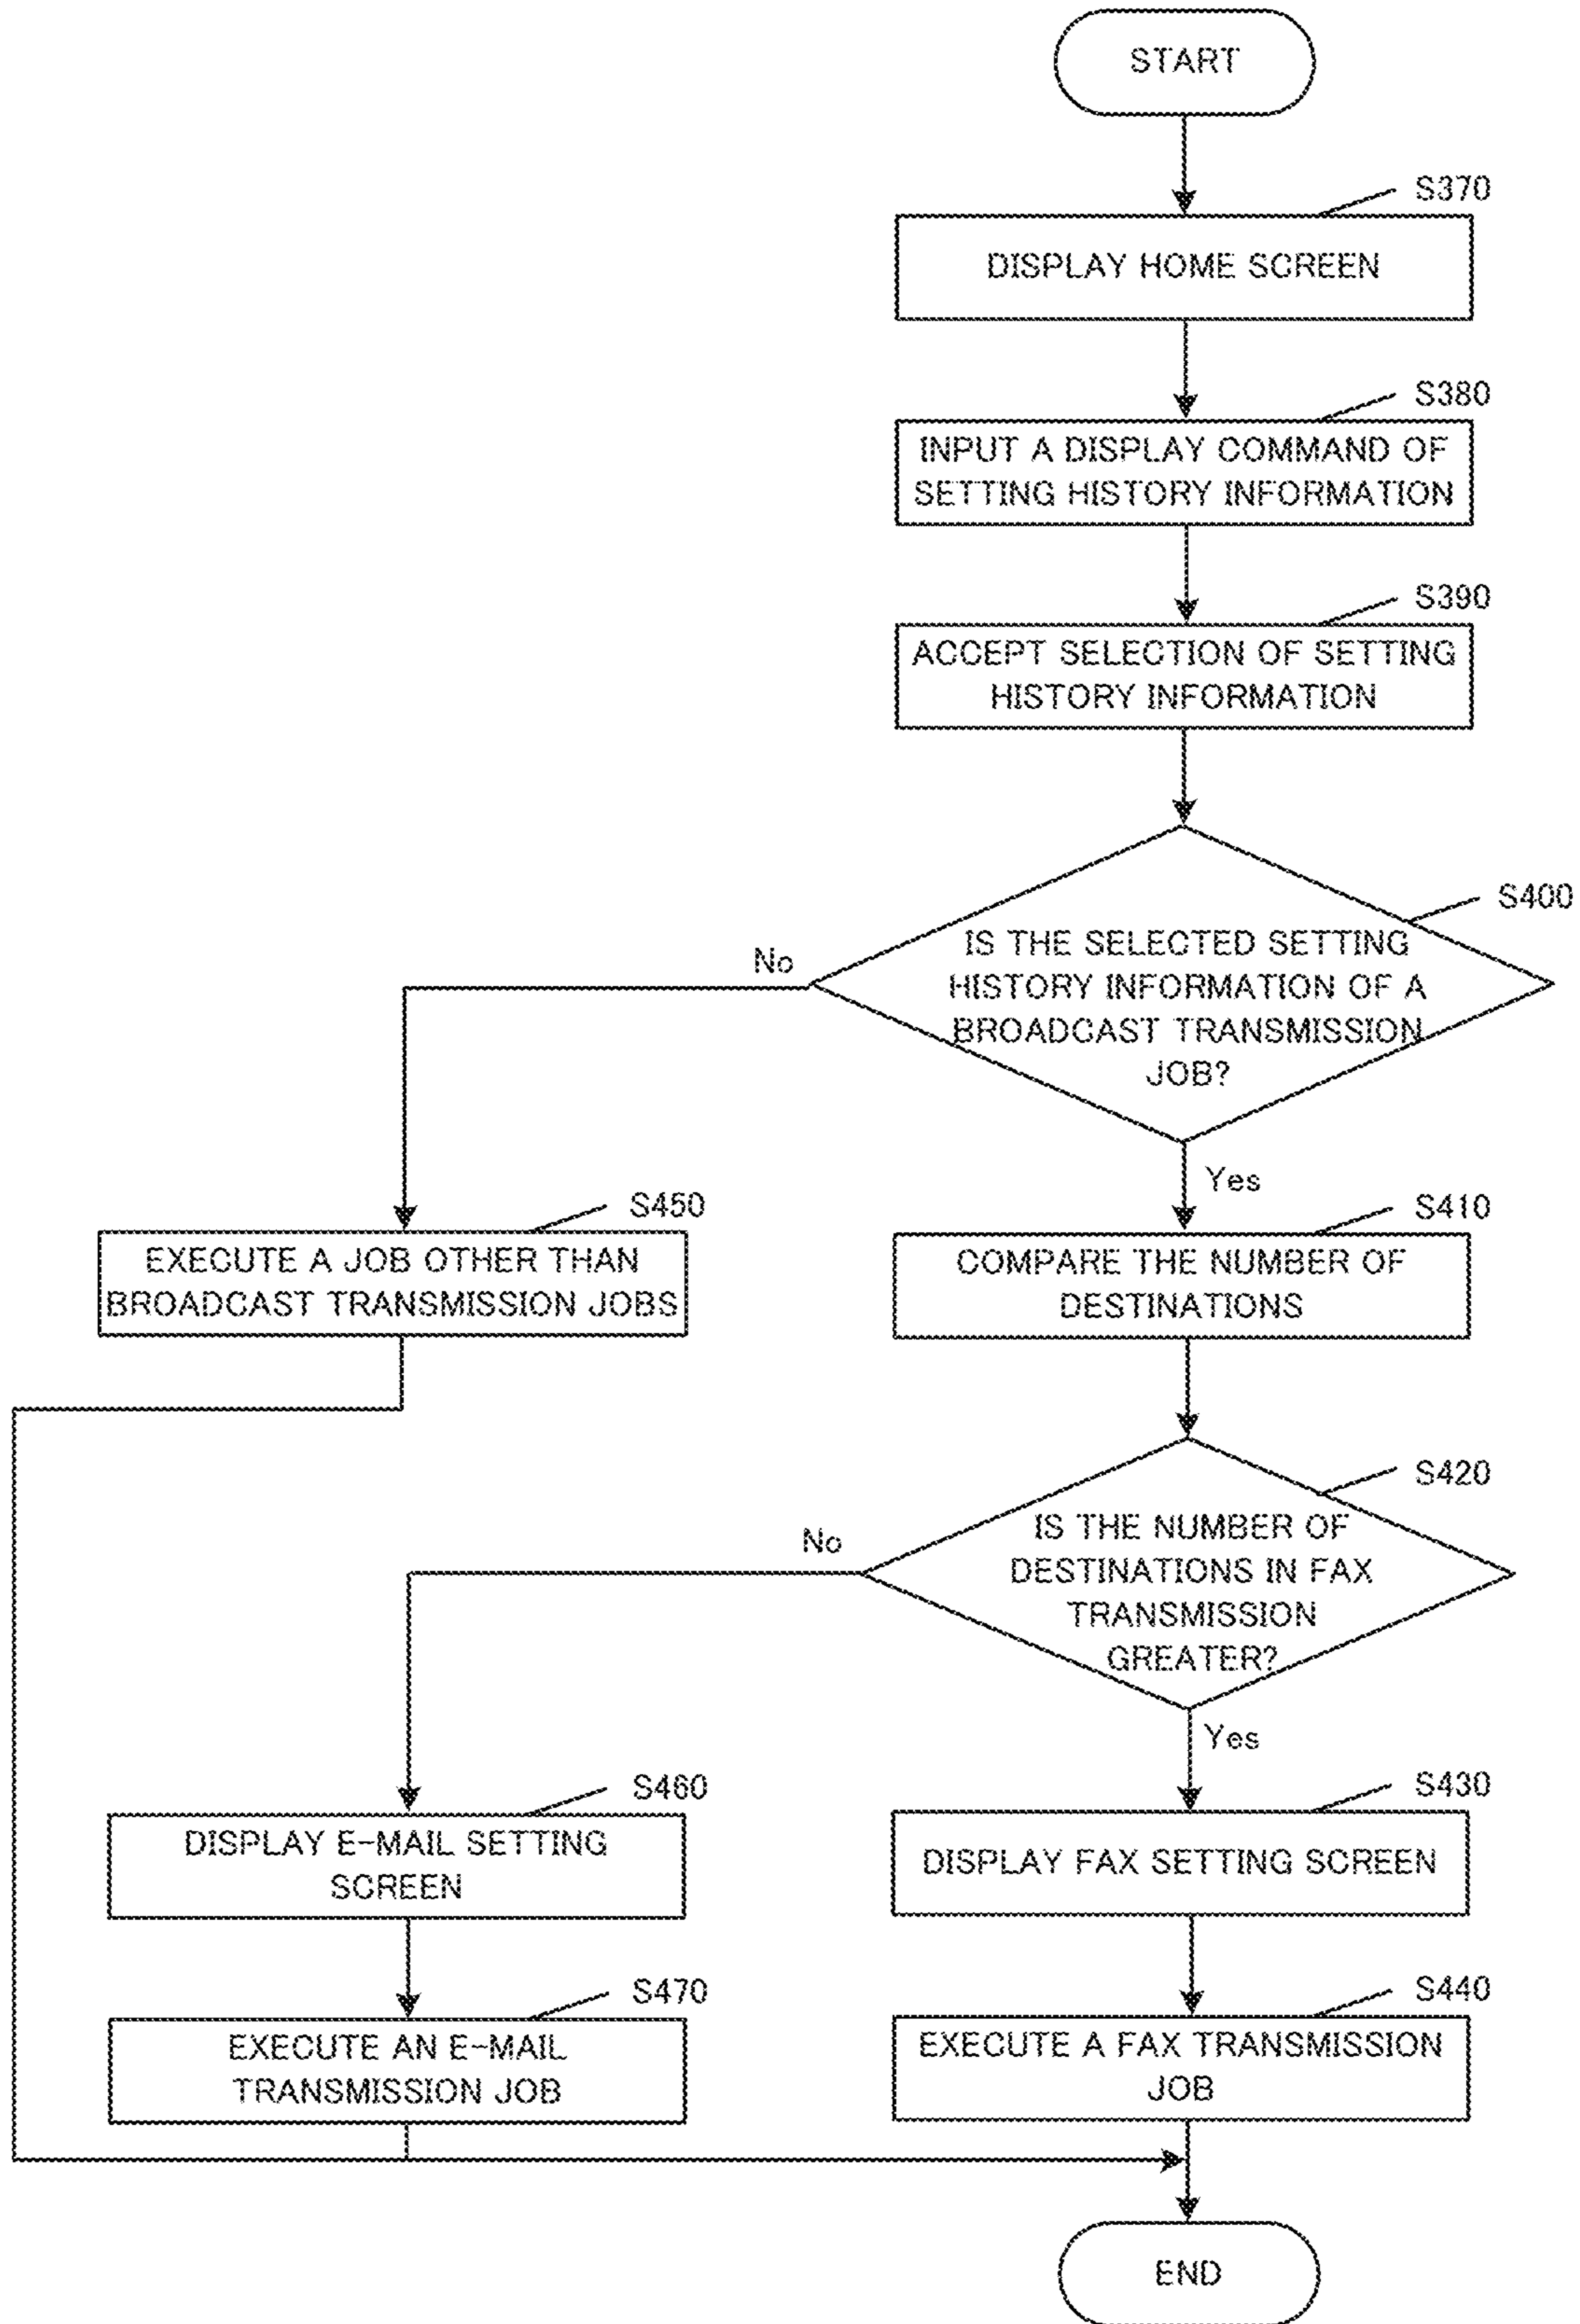 START
S370
DISPLAY HOME SCREEN
S380
INPUT A DISPLAY COMMAND OF
SETTING HISTORY INFORMATION
S390
ACCEPT SELECTION OF SETTING
HISTORY INFORMATION
S400
IS THE SELECTED SETTING
HISTORY INFORMATION OF A
BROADCAST TRANSMISSION
JOB?
No
Yes
S450
EXECUTE A JOB OTHER THAN
BROADCAST TRANSMISSION JOBS
S410
COMPARE THE NUMBER OF
DESTINATIONS
S420
IS THE NUMBER OF
DESTINATIONS IN FAX
TRANSMISSION
GREATER?
No
Yes
S460
DISPLAY E-MAIL SETTING
SCREEN
S430
DISPLAY FAX SETTING SCREEN
S470
EXECUTE AN E-MAIL
TRANSMISSION JOB
S440
EXECUTE A FAX TRANSMISSION
JOB
END